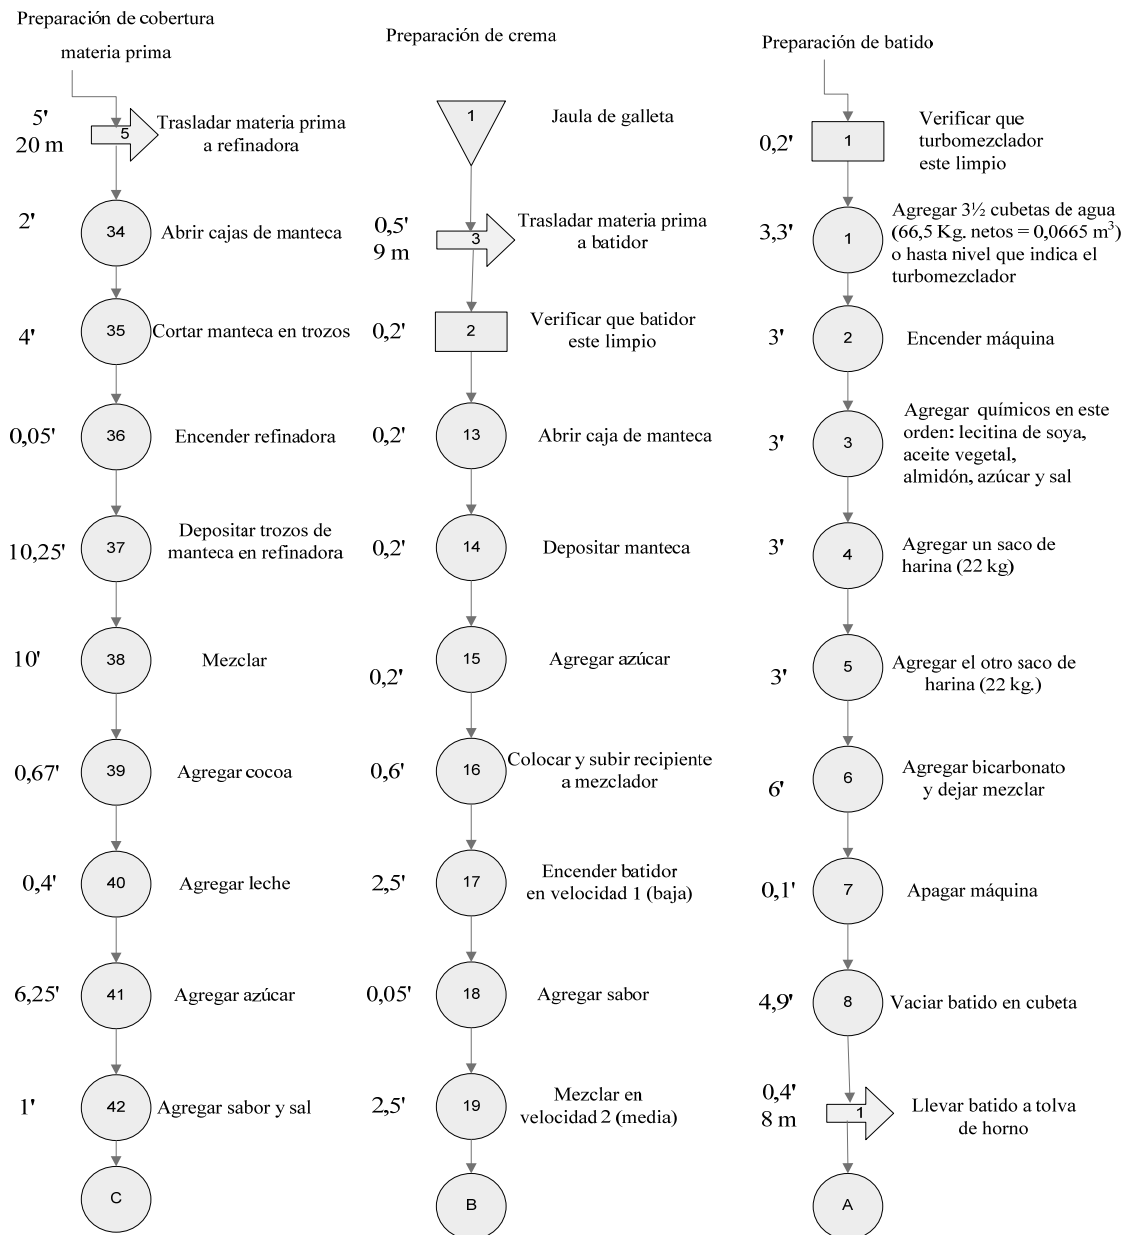 Preparación de cobertura
materia prima
5'
20 m
5
Trasladar materia prima
a refinadora
2'
34
Abrir cajas de manteca
4'
35
Cortar manteca en trozos
0,05'
36
Encender refinadora
10,25'
37
Depositar trozos de
manteca en refinadora
10'
38
Mezclar
0,67'
39
Agregar cocoa
0,4'
40
Agregar leche
6,25'
41
Agregar azúcar
1'
42
Agregar sabor y sal
C
Preparación de crema
1
Jaula de galleta
0,5'
9 m
3
Trasladar materia prima
a batidor
0,2'
2
Verificar que batidor
este limpio
0,2'
13
Abrir caja de manteca
0,2'
14
Depositar manteca
0,2'
15
Agregar azúcar
0,6'
16
Colocar y subir recipiente
a mezclador
2,5'
17
Encender batidor
en velocidad 1 (baja)
0,05'
18
Agregar sabor
2,5'
19
Mezclar en
velocidad 2 (media)
B
Preparación de batido
0,2'
1
Verificar que
turbomezclador
este limpio
3,3'
1
Agregar 3½ cubetas de agua
(66,5 Kg. netos = 0,0665 m³)
o hasta nivel que indica el
turbomezclador
3'
2
Encender máquina
3'
3
Agregar químicos en este
orden: lecitina de soya,
aceite vegetal,
almidón, azúcar y sal
3'
4
Agregar un saco de
harina (22 kg)
3'
5
Agregar el otro saco de
harina (22 kg.)
6'
6
Agregar bicarbonato
y dejar mezclar
0,1'
7
Apagar máquina
4,9'
8
Vaciar batido en cubeta
0,4'
8 m
1
Llevar batido a tolva
de horno
A